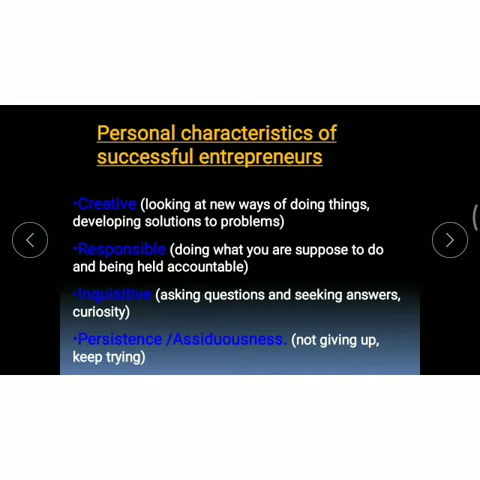 Personal characteristics of
successful entrepreneurs
•Creative (looking at new ways of doing things,
developing solutions to problems)
•Responsible (doing what you are suppose to do
and being held accountable)
•Inquisitive (asking questions and seeking answers,
curiosity)
•Persistence /Assiduousness. (not giving up,
keep trying)